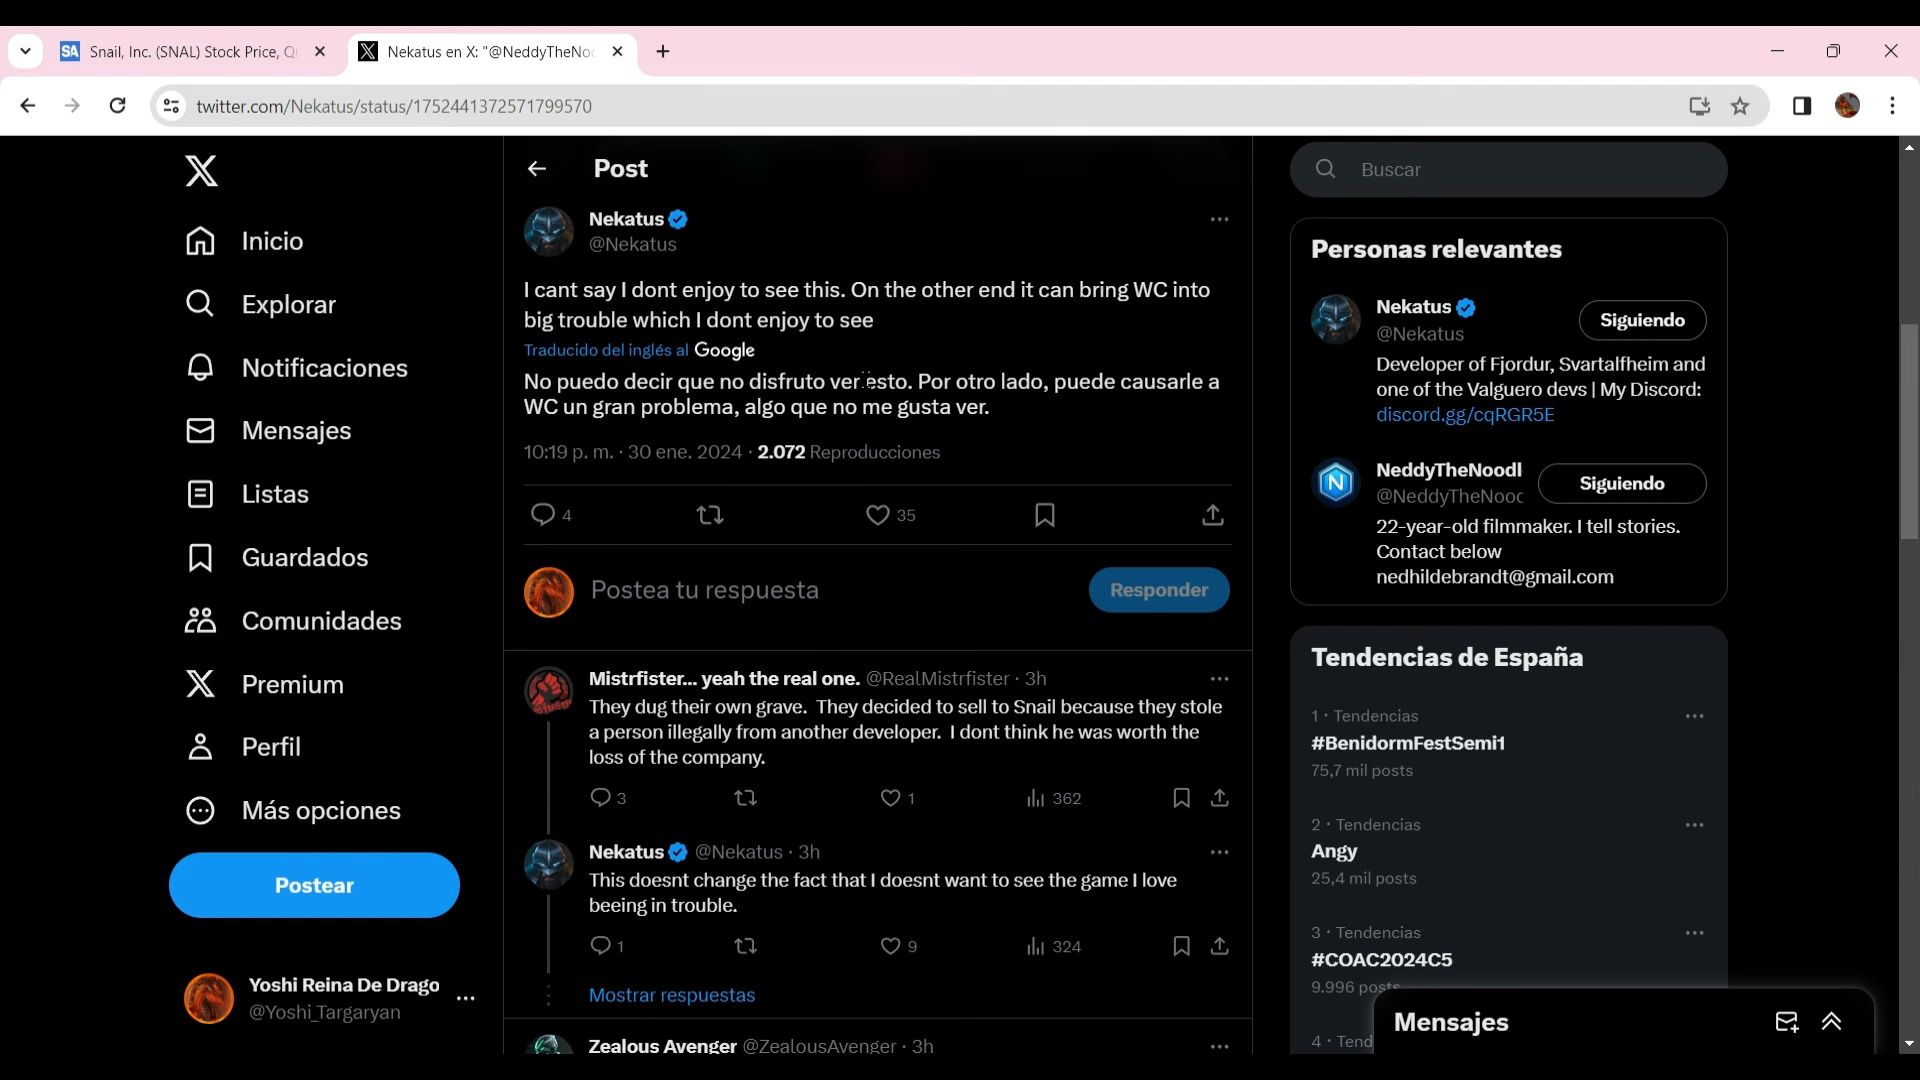 SA Snail, Inc. (SNAL) Stock Price, Q
Nekatus en X: "@NeddyTheNoo
twitter.com/Nekatus/status/1752441372571799570
Inicio
Explorar
Notificaciones
Mensajes
Listas
Guardados
Comunidades
Premium
Perfil
Más opciones
Postear
Yoshi Reina De Drago
@Yoshi_Targaryan
Post
Nekatus
@Nekatus
I cant say I dont enjoy to see this. On the other end it can bring WC into
big trouble which I dont enjoy to see
Traducido del inglés al Google
No puedo decir que no disfruto ver esto. Por otro lado, puede causarle a
WC un gran problema, algo que no me gusta ver.
10:19 p. m. · 30 ene. 2024 · 2.072 Reproducciones
4
35
Postea tu respuesta
Responder
Mistrfister... yeah the real one. @RealMistrfister · 3h
They dug their own grave.  They decided to sell to Snail because they stole
a person illegally from another developer.  I dont think he was worth the
loss of the company.
3
1
362
Nekatus @Nekatus · 3h
This doesnt change the fact that I doesnt want to see the game I love
beeing in trouble.
1
9
324
Mostrar respuestas
Zealous Avenger @ZealousAvenger · 3h
Buscar
Personas relevantes
Nekatus
@Nekatus
Siguiendo
Developer of Fjordur, Svartalfheim and
one of the Valguero devs | My Discord:
discord.gg/cqRGR5E
NeddyTheNoodl
@NeddyTheNooc
Siguiendo
22-year-old filmmaker. I tell stories.
Contact below
nedhildebrandt@gmail.com
Tendencias de España
1 · Tendencias
#BenidormFestSemi1
75,7 mil posts
2 · Tendencias
Angy
25,4 mil posts
3 · Tendencias
#COAC2024C5
9.996 posts
4 · Tend
Mensajes